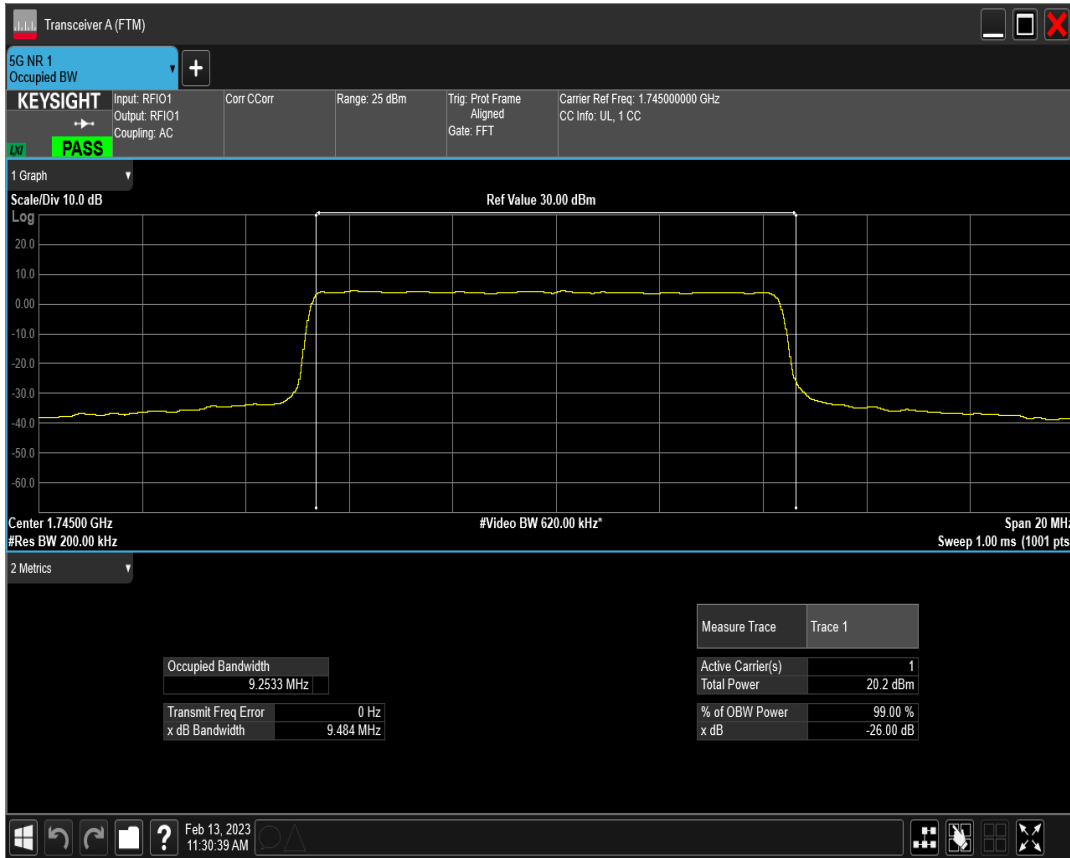 Transceiver A (FTM)
5G NR 1
Occupied BW
+
KEYSIGHT
LXI
PASS
Input: RFIO1
Output: RFIO1
Coupling: AC
Corr CCorr
Range: 25 dBm
Trig: Prot Frame
Aligned
Gate: FFT
Carrier Ref Freq: 1.745000000 GHz
CC Info: UL, 1 CC
1 Graph
Scale/Div 10.0 dB
Ref Value 30.00 dBm
Log
20.0
10.0
0.00
-10.0
-20.0
-30.0
-40.0
-50.0
-60.0
Center 1.74500 GHz
#Video BW 620.00 kHz*
Span 20 MHz
#Res BW 200.00 kHz
Sweep 1.00 ms (1001 pts
2 Metrics
Measure Trace Trace 1
Occupied Bandwidth
9.2533 MHz
Active Carrier(s) 1
Total Power 20.2 dBm
Transmit Freq Error 0 Hz
x dB Bandwidth 9.484 MHz
% of OBW Power 99.00 %
x dB -26.00 dB
?
Feb 13, 2023
11:30:39 AM